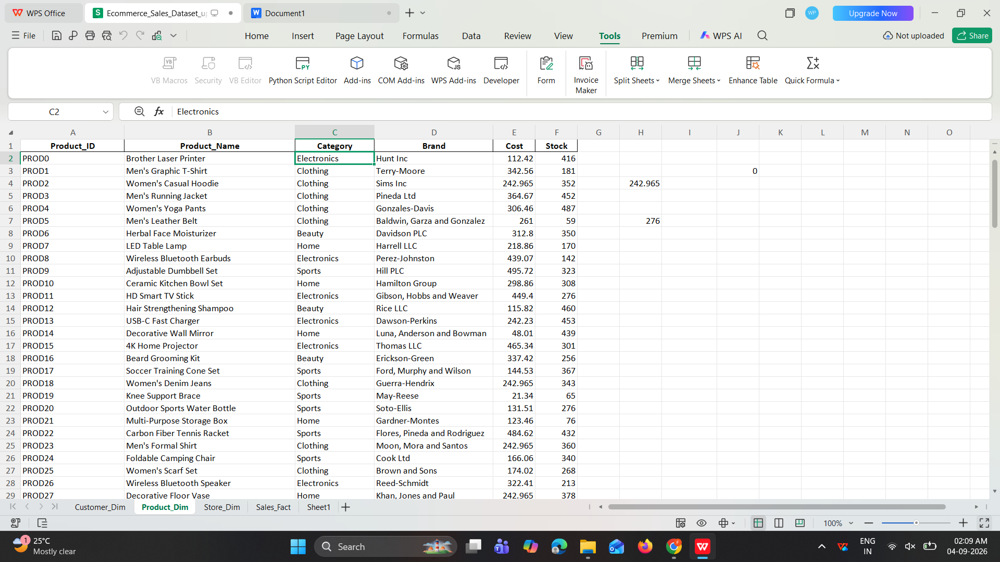 WPS Office
Ecommerce_Sales_Dataset_u
Document1
WP
Upgrade Now
File
Home
Insert
Page Layout
Formulas
Data
Review
View
Tools
Premium
WPS AI
Not uploaded
Share
VB Macros
Security
VB Editor
Python Script Editor
Add-ins
COM Add-ins
WPS Add-ins
Developer
Form
Invoice Maker
Split Sheets
Merge Sheets
Enhance Table
Quick Formula
C2
fx
Electronics
A B C D E F G H I J K L M N O
1 Product_ID Product_Name Category Brand Cost Stock
2 PROD0 Brother Laser Printer Electronics Hunt Inc 112.42 416
3 PROD1 Men's Graphic T-Shirt Clothing Terry-Moore 342.56 181 0
4 PROD2 Women's Casual Hoodie Clothing Sims Inc 242.965 352 242.965
5 PROD3 Men's Running Jacket Clothing Pineda Ltd 364.67 452
6 PROD4 Women's Yoga Pants Clothing Gonzales-Davis 306.46 487
7 PROD5 Men's Leather Belt Clothing Baldwin, Garza and Gonzalez 261 59 276
8 PROD6 Herbal Face Moisturizer Beauty Davidson PLC 312.8 350
9 PROD7 LED Table Lamp Home Harrell LLC 218.86 170
10 PROD8 Wireless Bluetooth Earbuds Electronics Perez-Johnston 439.07 142
11 PROD9 Adjustable Dumbbell Set Sports Hill PLC 495.72 323
12 PROD10 Ceramic Kitchen Bowl Set Home Hamilton Group 298.86 308
13 PROD11 HD Smart TV Stick Electronics Gibson, Hobbs and Weaver 449.4 276
14 PROD12 Hair Strengthening Shampoo Beauty Rice LLC 115.82 460
15 PROD13 USB-C Fast Charger Electronics Dawson-Perkins 242.23 453
16 PROD14 Decorative Wall Mirror Home Luna, Anderson and Bowman 48.01 439
17 PROD15 4K Home Projector Electronics Thomas LLC 465.34 301
18 PROD16 Beard Grooming Kit Beauty Erickson-Green 337.42 256
19 PROD17 Soccer Training Cone Set Sports Ford, Murphy and Wilson 144.53 367
20 PROD18 Women's Denim Jeans Clothing Guerra-Hendrix 242.965 343
21 PROD19 Knee Support Brace Sports May-Reese 21.34 65
22 PROD20 Outdoor Sports Water Bottle Sports Soto-Ellis 131.51 276
23 PROD21 Multi-Purpose Storage Box Home Gardner-Montes 123.46 76
24 PROD22 Carbon Fiber Tennis Racket Sports Flores, Pineda and Rodriguez 484.62 432
25 PROD23 Men's Formal Shirt Clothing Moon, Mora and Santos 242.965 360
26 PROD24 Foldable Camping Chair Sports Cook Ltd 166.06 340
27 PROD25 Women's Scarf Set Clothing Brown and Sons 174.02 268
28 PROD26 Wireless Bluetooth Speaker Electronics Reed-Schmidt 322.41 213
29 PROD27 Decorative Floor Vase Home Khan, Jones and Paul 242.965 378
Customer_Dim
Product_Dim
Store_Dim
Sales_Fact
Sheet1
100%
1
25°C
Mostly clear
Search
ENG
IN
02:09 AM
04-09-2026